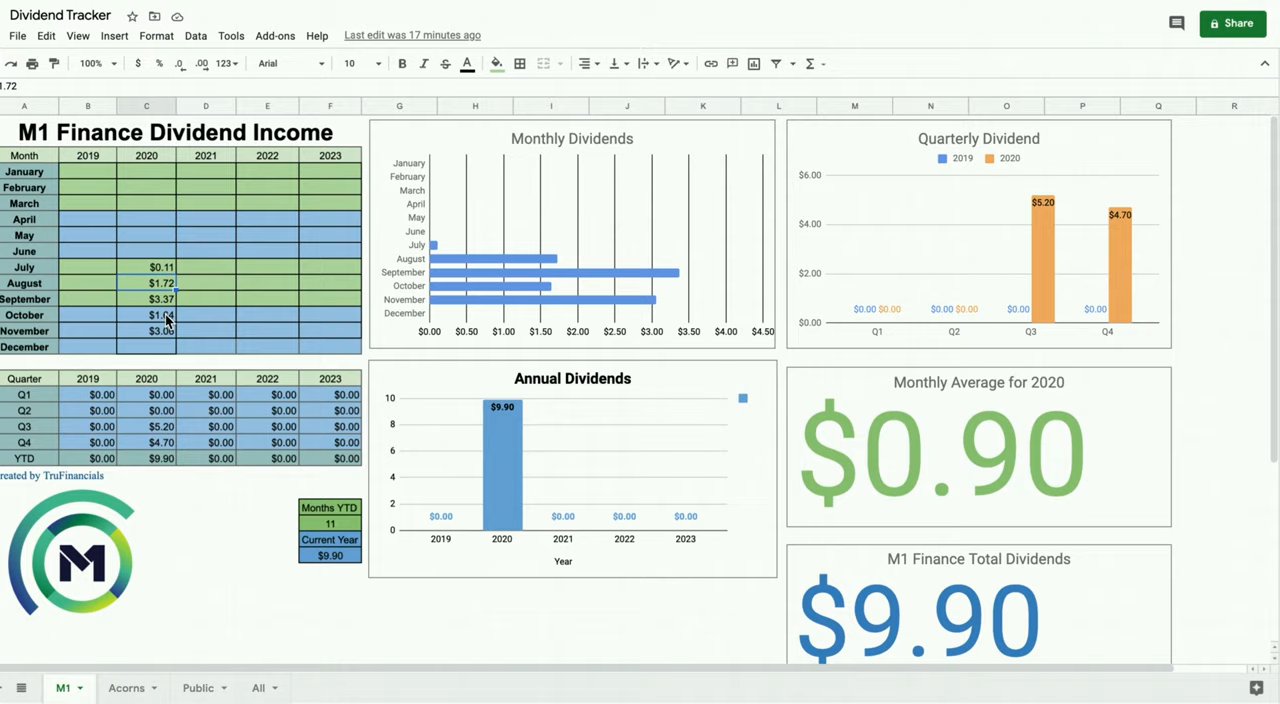 Dividend Tracker
File Edit View Insert Format Data Tools Add-ons Help Last edit was 17 minutes ago
Share
100% $ % .0 .00 123 Arial 10 B I S A
1.72
A B C D E F G H I J K L M N O P Q R
M1 Finance Dividend Income
Month 2019 2020 2021 2022 2023
January
February
March
April
May
June
July $0.11
August $1.72
September $3.37
October
November
December
Quarter 2019 2020 2021 2022 2023
Q1 $0.00 $0.00 $0.00 $0.00 $0.00
Q2 $0.00 $0.00 $0.00 $0.00 $0.00
Q3 $0.00 $5.20 $0.00 $0.00 $0.00
Q4 $0.00 $4.70 $0.00 $0.00 $0.00
YTD $0.00 $9.90 $0.00 $0.00 $0.00
reated by TruFinancials
M
Months YTD
11
Current Year
$9.90
Monthly Dividends
January
February
March
April
May
June
July
August
September
October
November
December
$0.00 $0.50 $1.00 $1.50 $2.00 $2.50 $3.00 $3.50 $4.00 $4.50
Annual Dividends
10
8
6
4
2
0
$9.90
$0.00 $0.00 $0.00 $0.00
2019 2020 2021 2022 2023
Year
Quarterly Dividend
2019 2020
$6.00
$4.00
$2.00
$0.00
$5.20
$4.70
$0.00 $0.00 $0.00 $0.00 $0.00 $0.00
Q1 Q2 Q3 Q4
Monthly Average for 2020
$0.90
M1 Finance Total Dividends
$9.90
M1 Acorns Public All